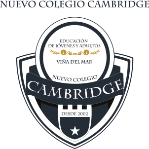 NUEVO COLEGIO CAMBRIDGE
EDUCACIÓN
DE JÓVENES Y ADULTOS
VIÑA DEL MAR
NUEVO COLEGIO
CAMBRIDGE
DESDE 2002